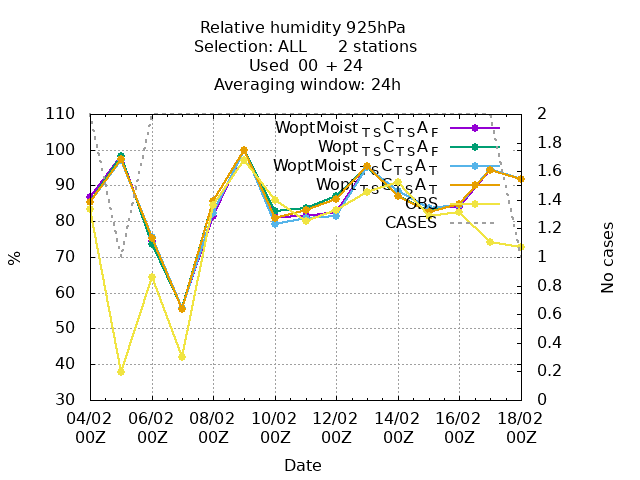 Relative humidity 925hPa
Selection: ALL      2 stations
Used  00  + 24
Averaging window: 24h
110
100
90
80
70
60
50
40
30
2
1.8
1.6
1.4
1.2
1
0.8
0.6
0.4
0.2
0
WoptMoist TS C TS A F
Wopt TS C TS A F
WoptMoist TS C TS A T
Wopt TS C TS A T
OBS
CASES
%
No cases
04/02 06/02 08/02 10/02 12/02 14/02 16/02 18/02
00Z 00Z 00Z 00Z 00Z 00Z 00Z 00Z
Date